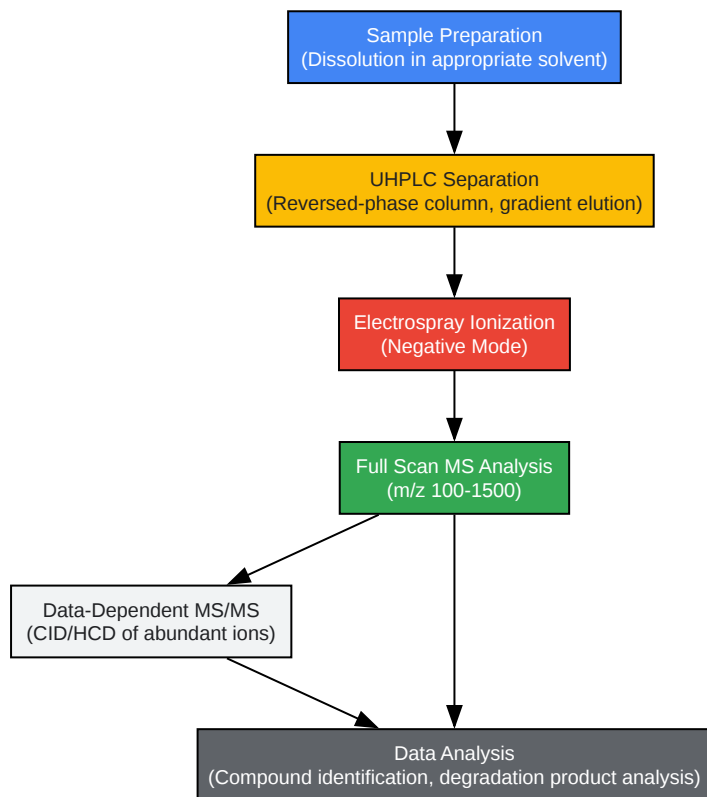 Sample Preparation
(Dissolution in appropriate solvent)
UHPLC Separation
(Reversed-phase column, gradient elution)
Electrospray Ionization
(Negative Mode)
Full Scan MS Analysis
(m/z 100-1500)
Data-Dependent MS/MS
(CID/HCD of abundant ions)
Data Analysis
(Compound identification, degradation product analysis)